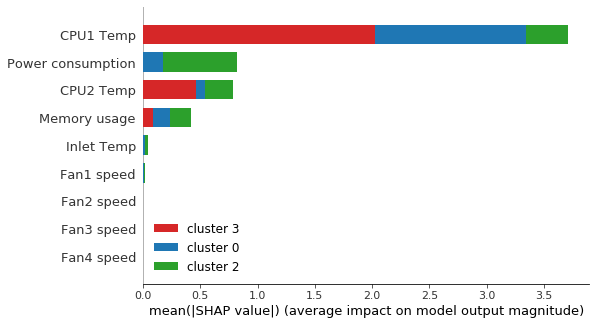 CPU1 Temp
Power consumption
CPU2 Temp
Memory usage
Inlet Temp
Fan1 speed
Fan2 speed
Fan3 speed
Fan4 speed
cluster 3
cluster 0
cluster 2
0.0 0.5 1.0 1.5 2.0 2.5 3.0 3.5
mean(|SHAP value|) (average impact on model output magnitude)